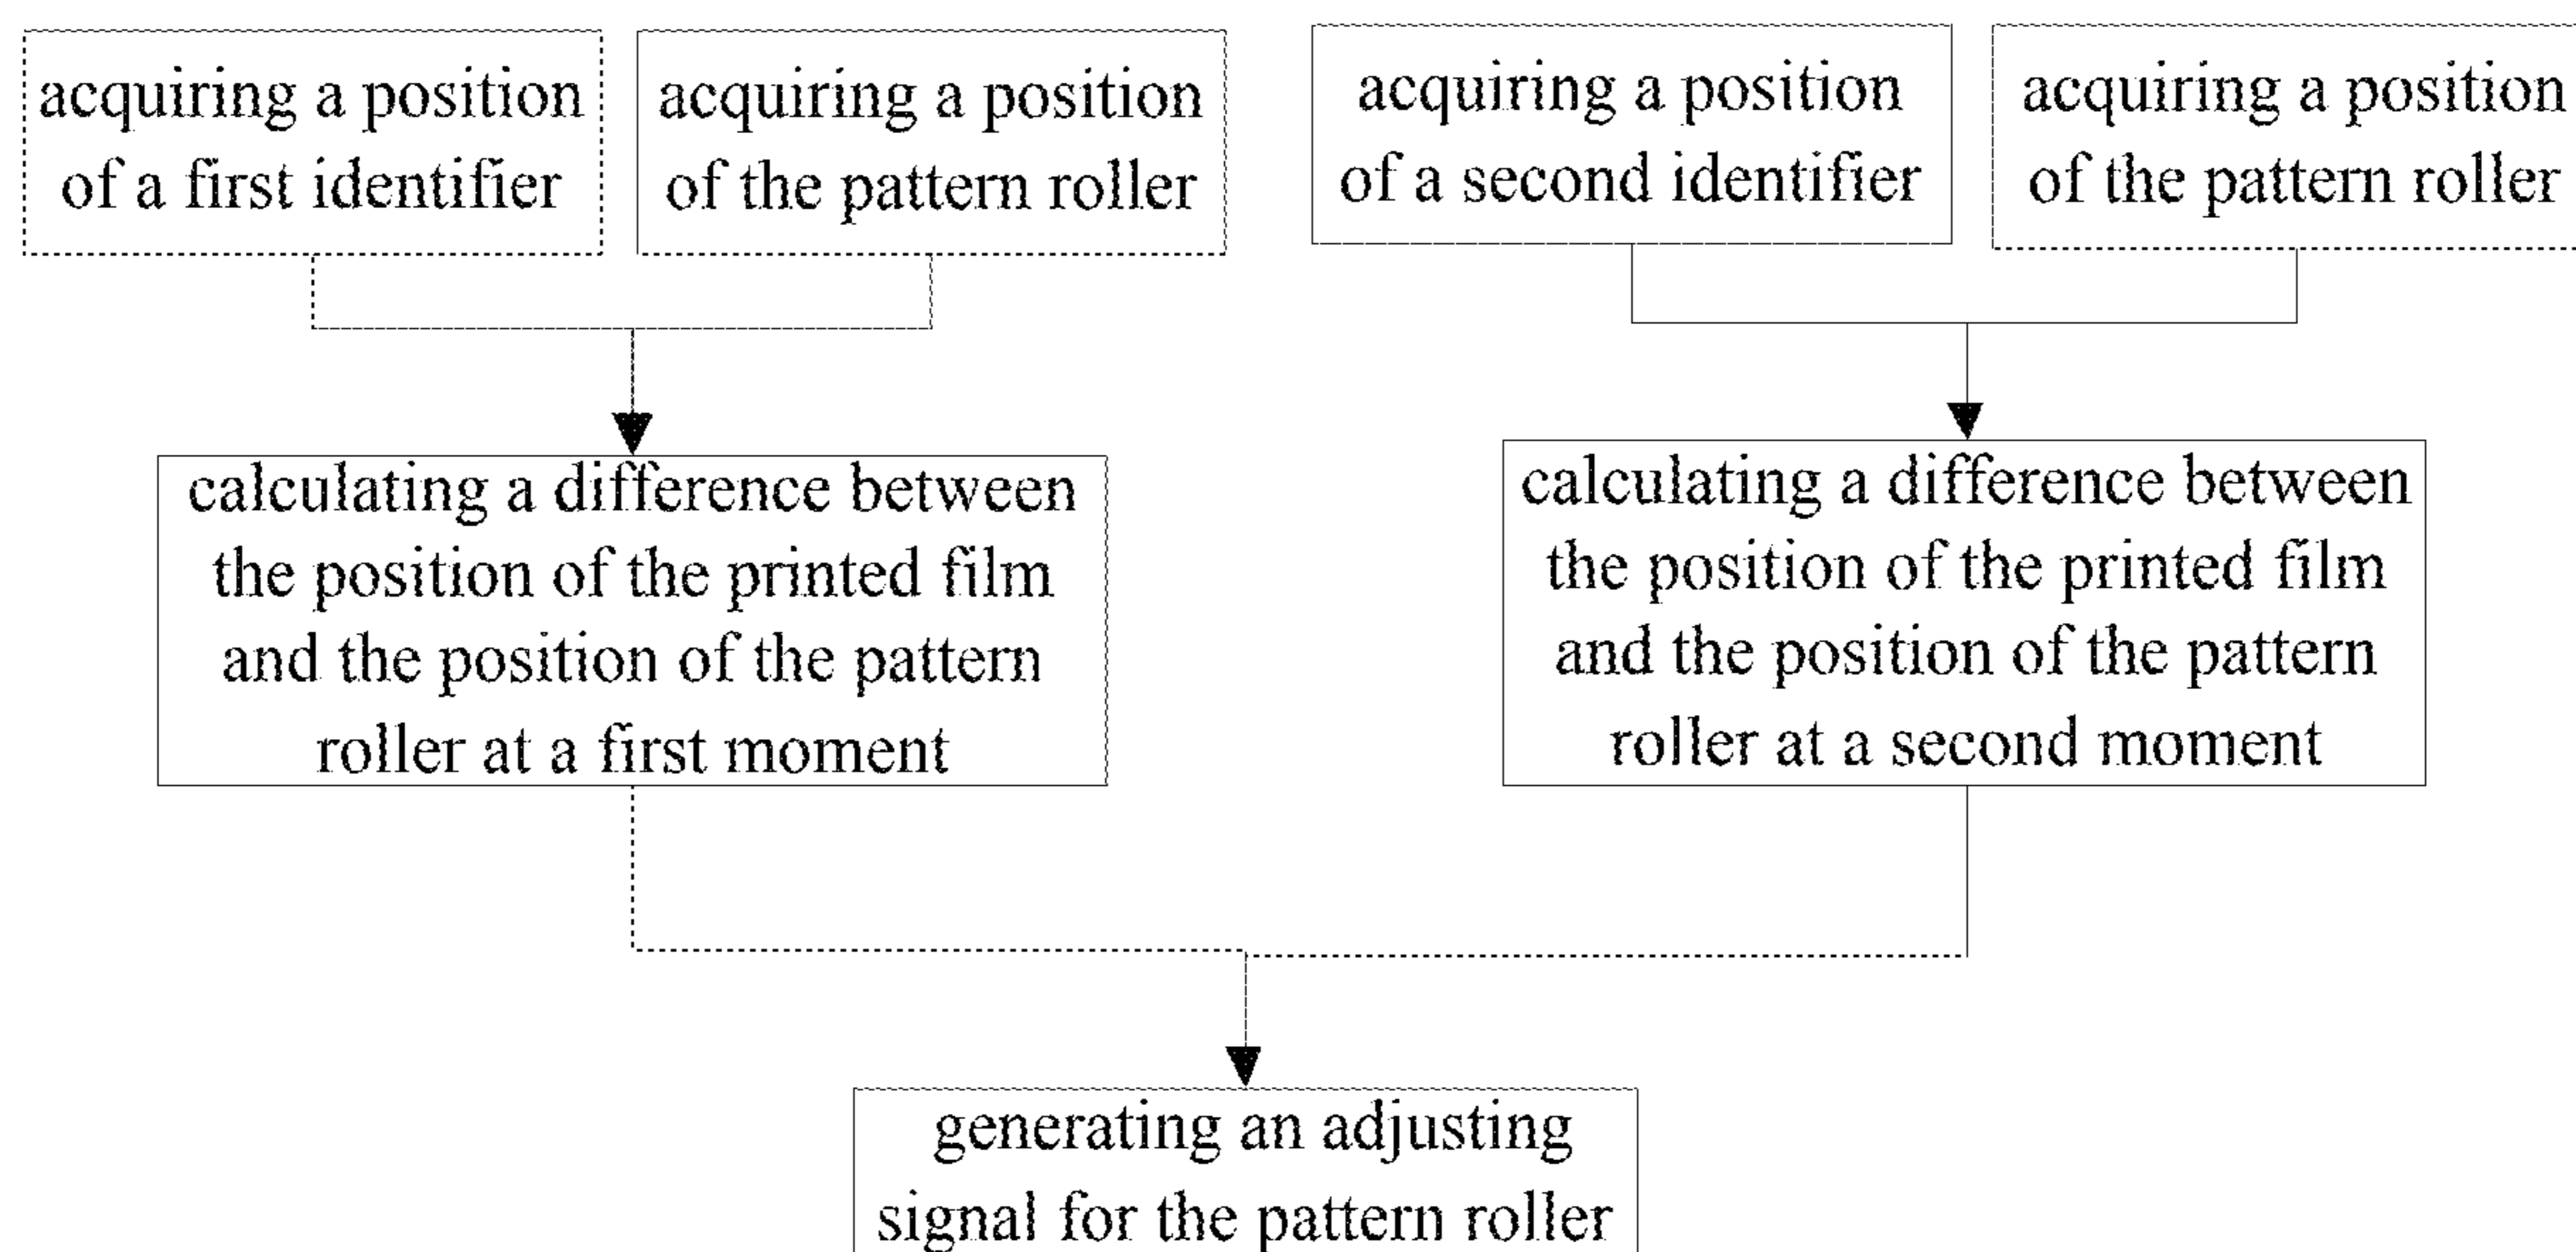 acquiring a position
of a first identifier
acquiring a position
of the pattern roller
acquiring a position
of a second identifier
acquiring a position
of the pattern roller
calculating a difference between
the position of the printed film
and the position of the pattern
roller at a first moment
calculating a difference between
the position of the printed film
and the position of the pattern
roller at a second moment
generating an adjusting
signal for the pattern roller